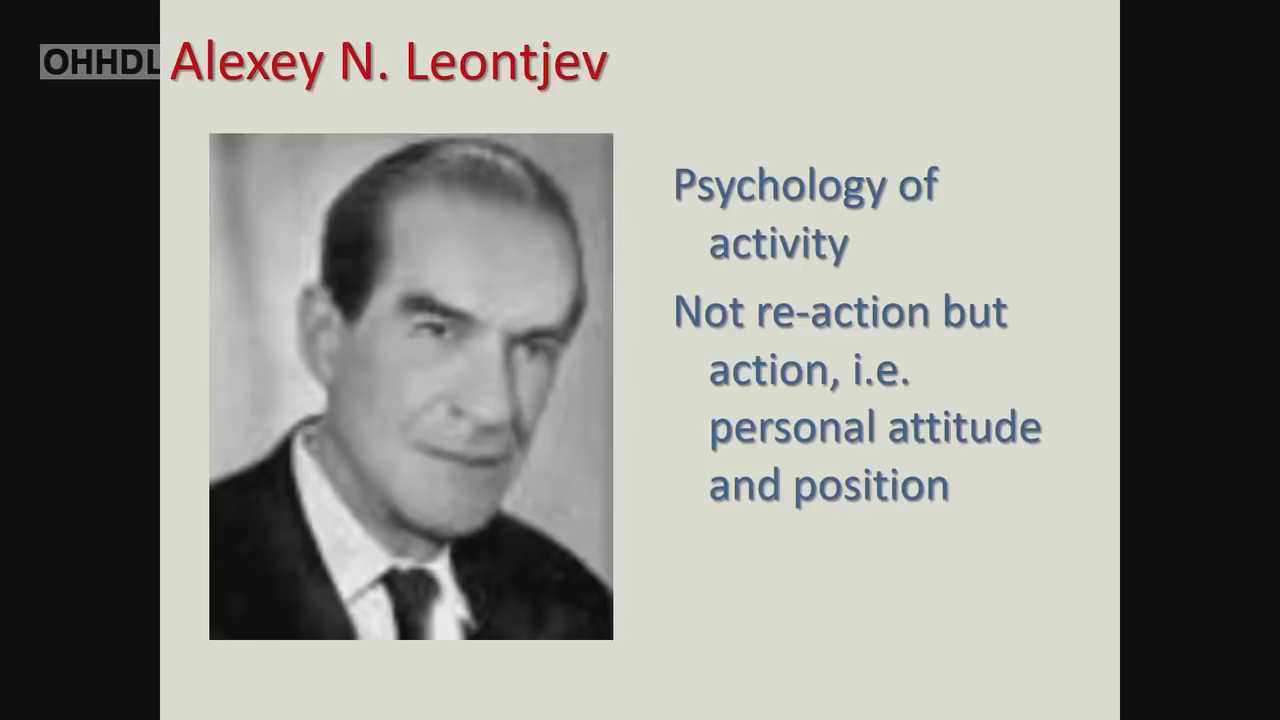 OHHDL
Alexey N. Leontjev
Psychology of
activity
Not re-action but
action, i.e.
personal attitude
and position